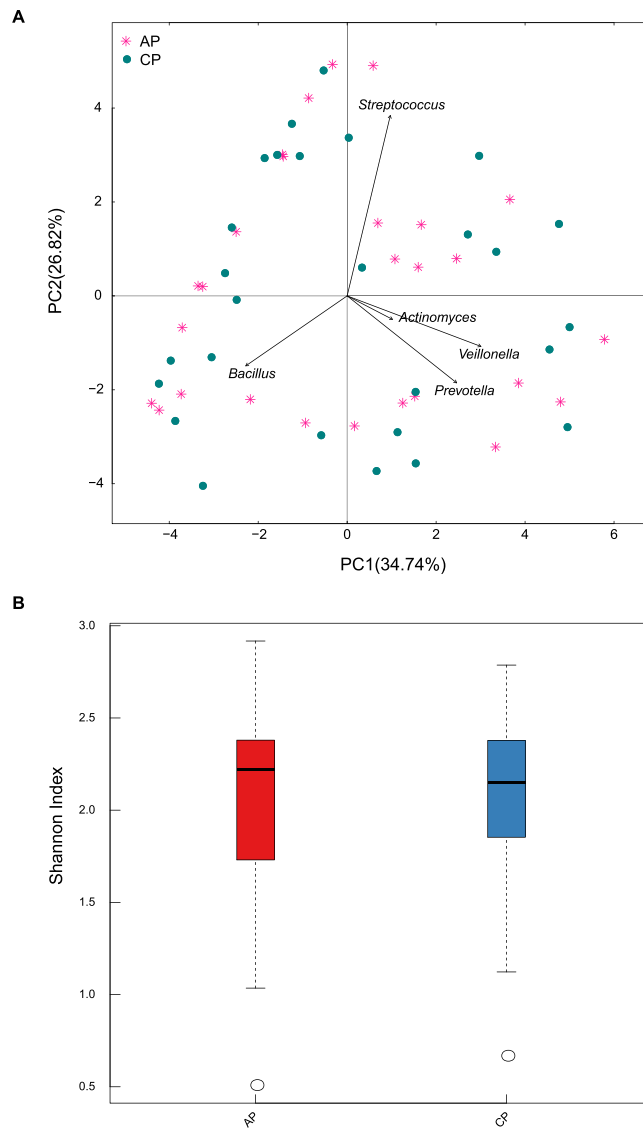 A
AP
CP
4
2
0
−2
−4
PC2(26.82%)
Streptococcus
Actinomyces
Veillonella
Prevotella
Bacillus
−4
−2
0
2
4
6
PC1(34.74%)
B
3.0
2.5
2.0
1.5
1.0
0.5
Shannon Index
AP
CP